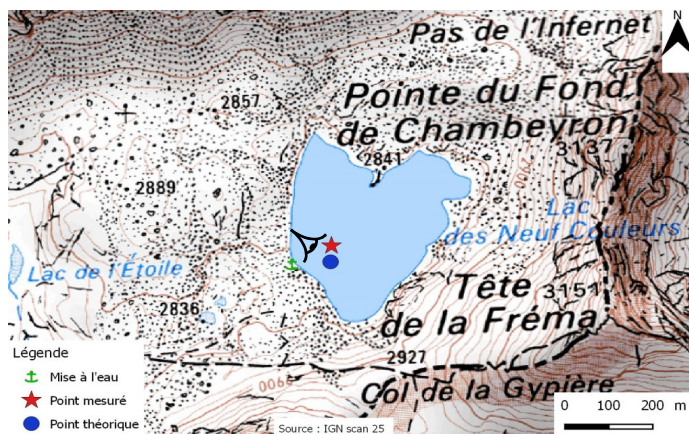 Pas de l'Infernet
N
2857
Pointe du Fond
de Chambeyron
2841
3137
2889
Lac
des Neuf Couleurs
Lac de l'Étoile
Tête
3151
de la Fréma
2836
2927
Col de la Gypière
Légende
Mise à l'eau
Point mesuré
Point théorique
Source : IGN scan 25
0 100 200 m